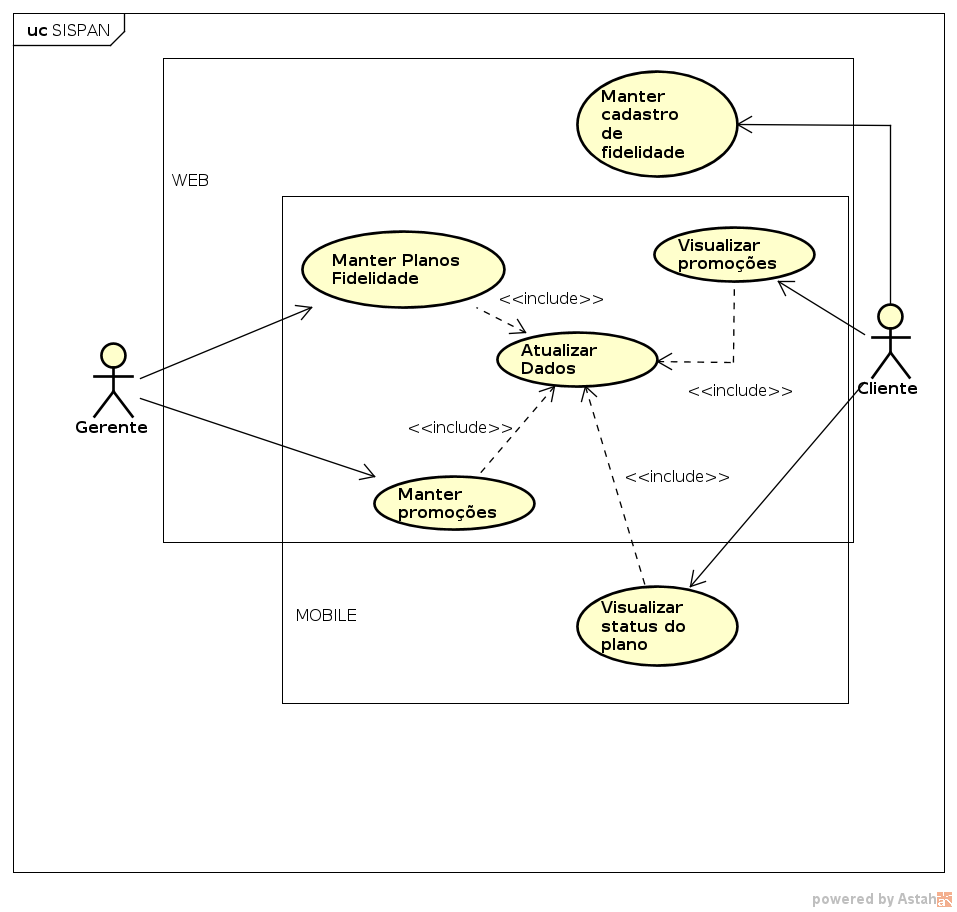 uc SISPAN
Manter
cadastro
de
fidelidade
WEB
Manter Planos
Fidelidade
Visualizar
promoções
<<include>>
Atualizar
Dados
<<include>>
Cliente
Gerente
<<include>>
<<include>>
Manter
promoções
Visualizar
status do
plano
MOBILE
powered by Astah